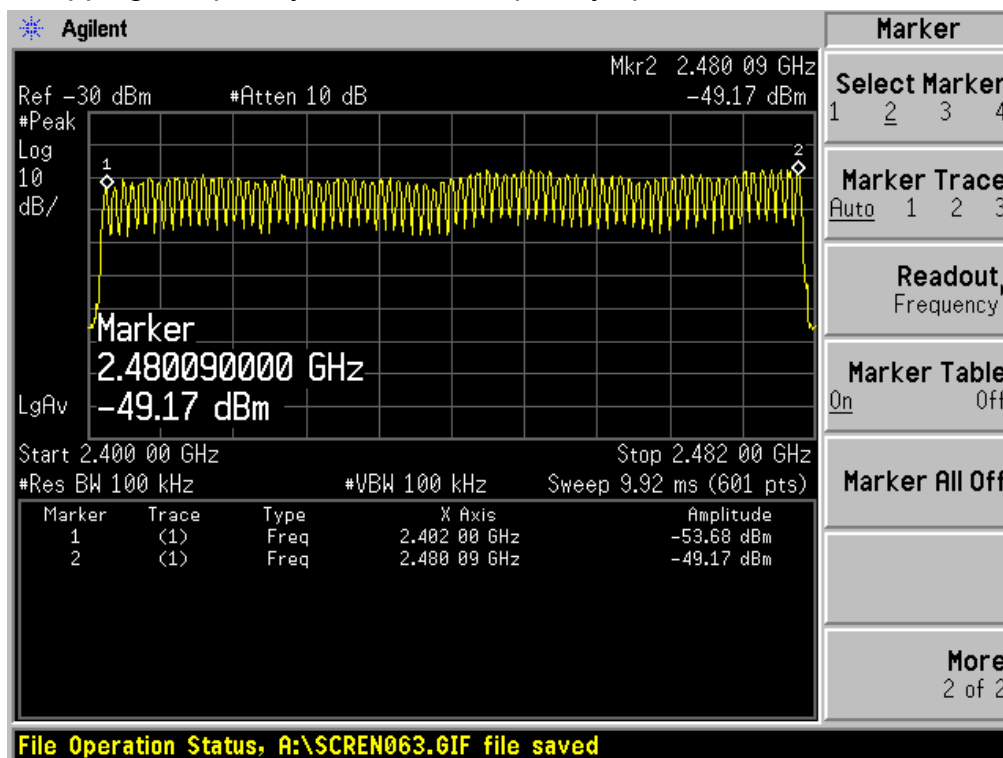 Agilent
Marker
Mkr2 2.480 09 GHz
Ref -30 dBm #Atten 10 dB -49.17 dBm
#Peak
Log
10
dB/
1
2
Marker
2.480090000 GHz
-49.17 dBm
LgAv
Start 2.400 00 GHz Stop 2.482 00 GHz
#Res BW 100 kHz #VBW 100 kHz Sweep 9.92 ms (601 pts)
Marker Trace Type X Axis Amplitude
1 (1) Freq 2.402 00 GHz -53.68 dBm
2 (1) Freq 2.480 09 GHz -49.17 dBm
Select Marker
1 2 3 4
Marker Trace
Auto 1 2 3
Readout
Frequency
Marker Table
On Off
Marker All Off
More
2 of 2
File Operation Status, A:\SCREN063.GIF file saved